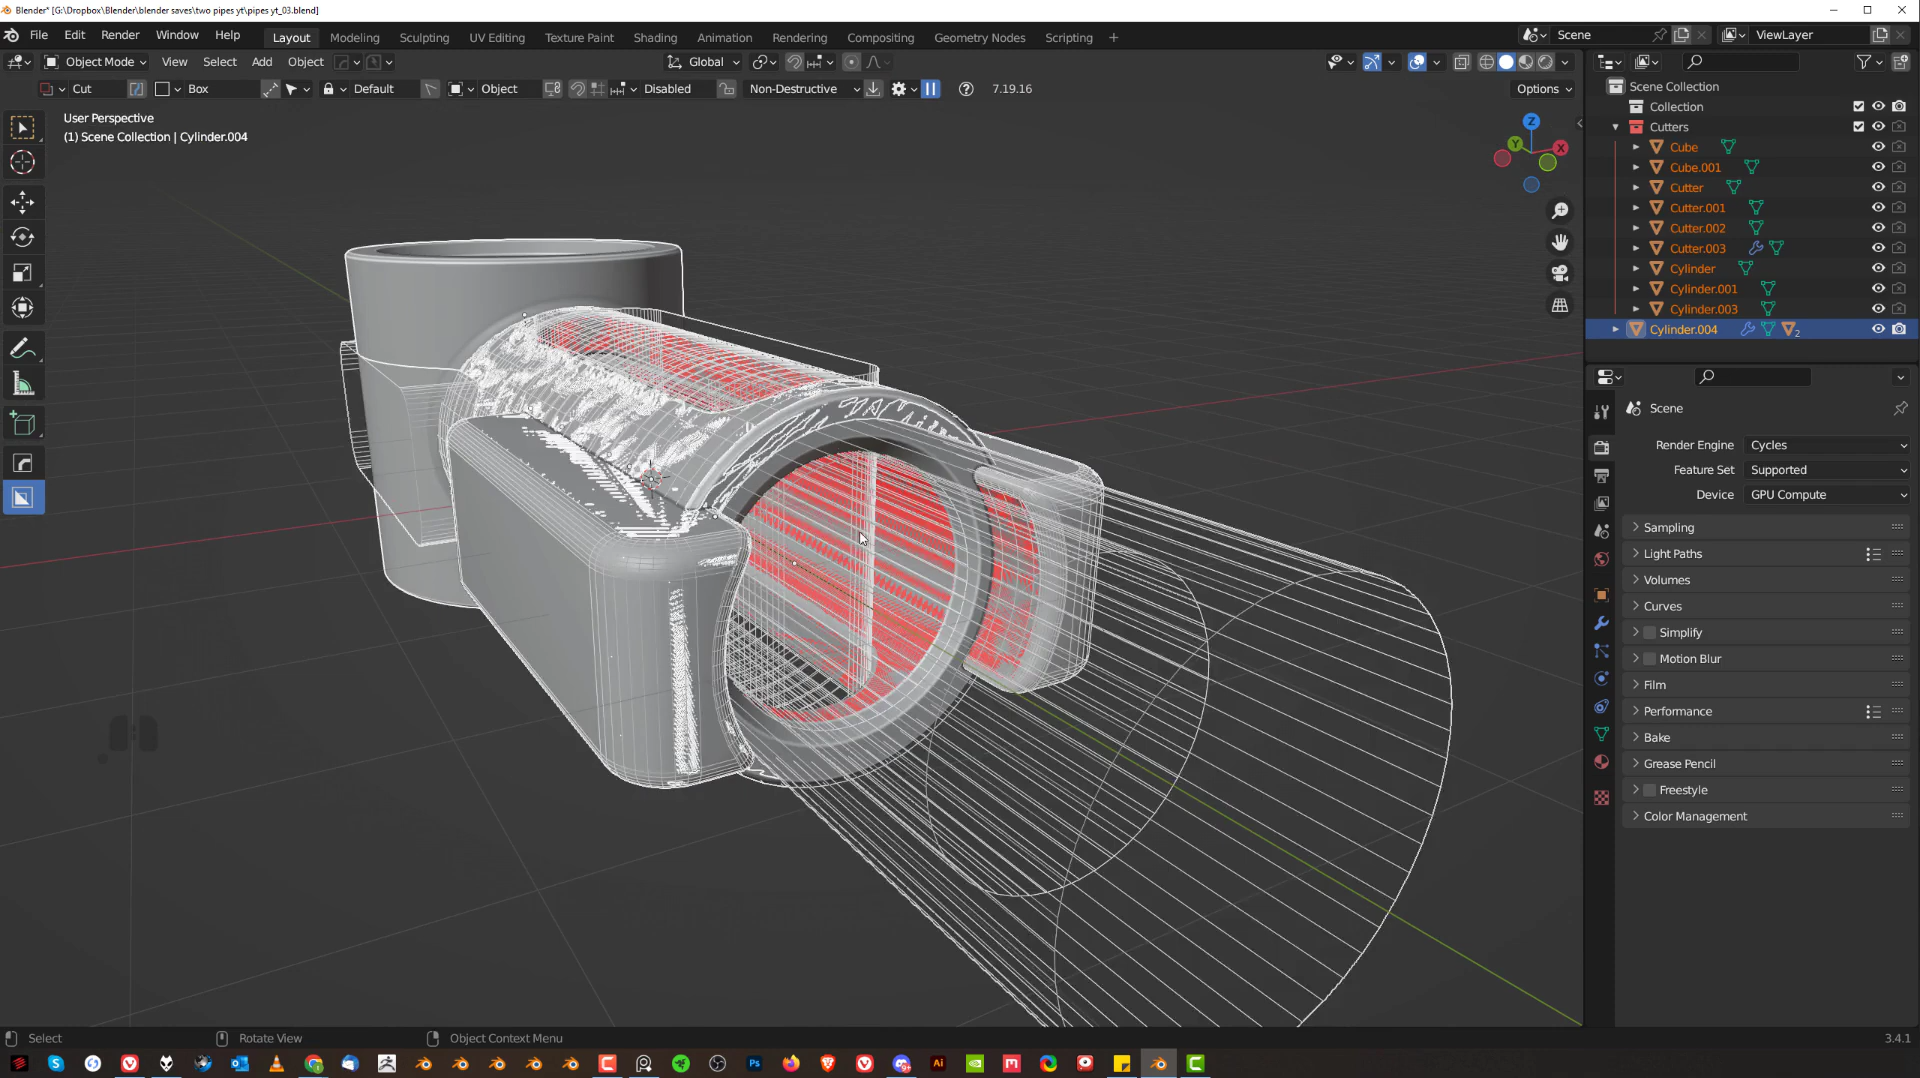 Blender* [G:\Dropbox\Blender\blender saves\two pipes yt\pipes yt_03.blend]
File Edit Render Window Help Layout Modeling Sculpting UV Editing Texture Paint Shading Animation Rendering Compositing Geometry Nodes Scripting + Scene ViewLayer
Object Mode View Select Add Object Global
Cut Box Default Object Disabled Non-Destructive 7.19.16 Options
User Perspective
(1) Scene Collection | Cylinder.004
Z
Y
X
Scene Collection
Collection
Cutters
Cube
Cube.001
Cutter
Cutter.001
Cutter.002
Cutter.003
Cylinder
Cylinder.001
Cylinder.003
Cylinder.004 2
Scene
Render Engine Cycles
Feature Set Supported
Device GPU Compute
Sampling
Light Paths
Volumes
Curves
Simplify
Motion Blur
Film
Performance
Bake
Grease Pencil
Freestyle
Color Management
Select Rotate View Object Context Menu 3.4.1